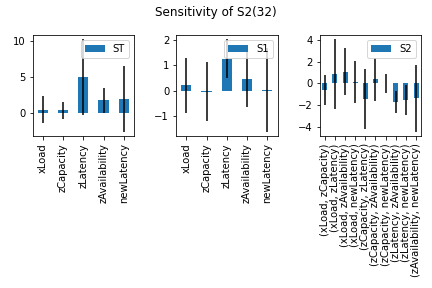 Sensitivity of S2(32)
ST
10
5
0
xLoad
zCapacity
zLatency
zAvailability
newLatency
S1
2
1
0
−1
xLoad
zCapacity
zLatency
zAvailability
newLatency
S2
4
2
0
−2
−4
(xLoad, zCapacity)
(xLoad, zLatency)
(xLoad, zAvailability)
(xLoad, newLatency)
(zCapacity, zLatency)
(zCapacity, zAvailability)
(zCapacity, newLatency)
(zLatency, zAvailability)
(zLatency, newLatency)
(zAvailability, newLatency)